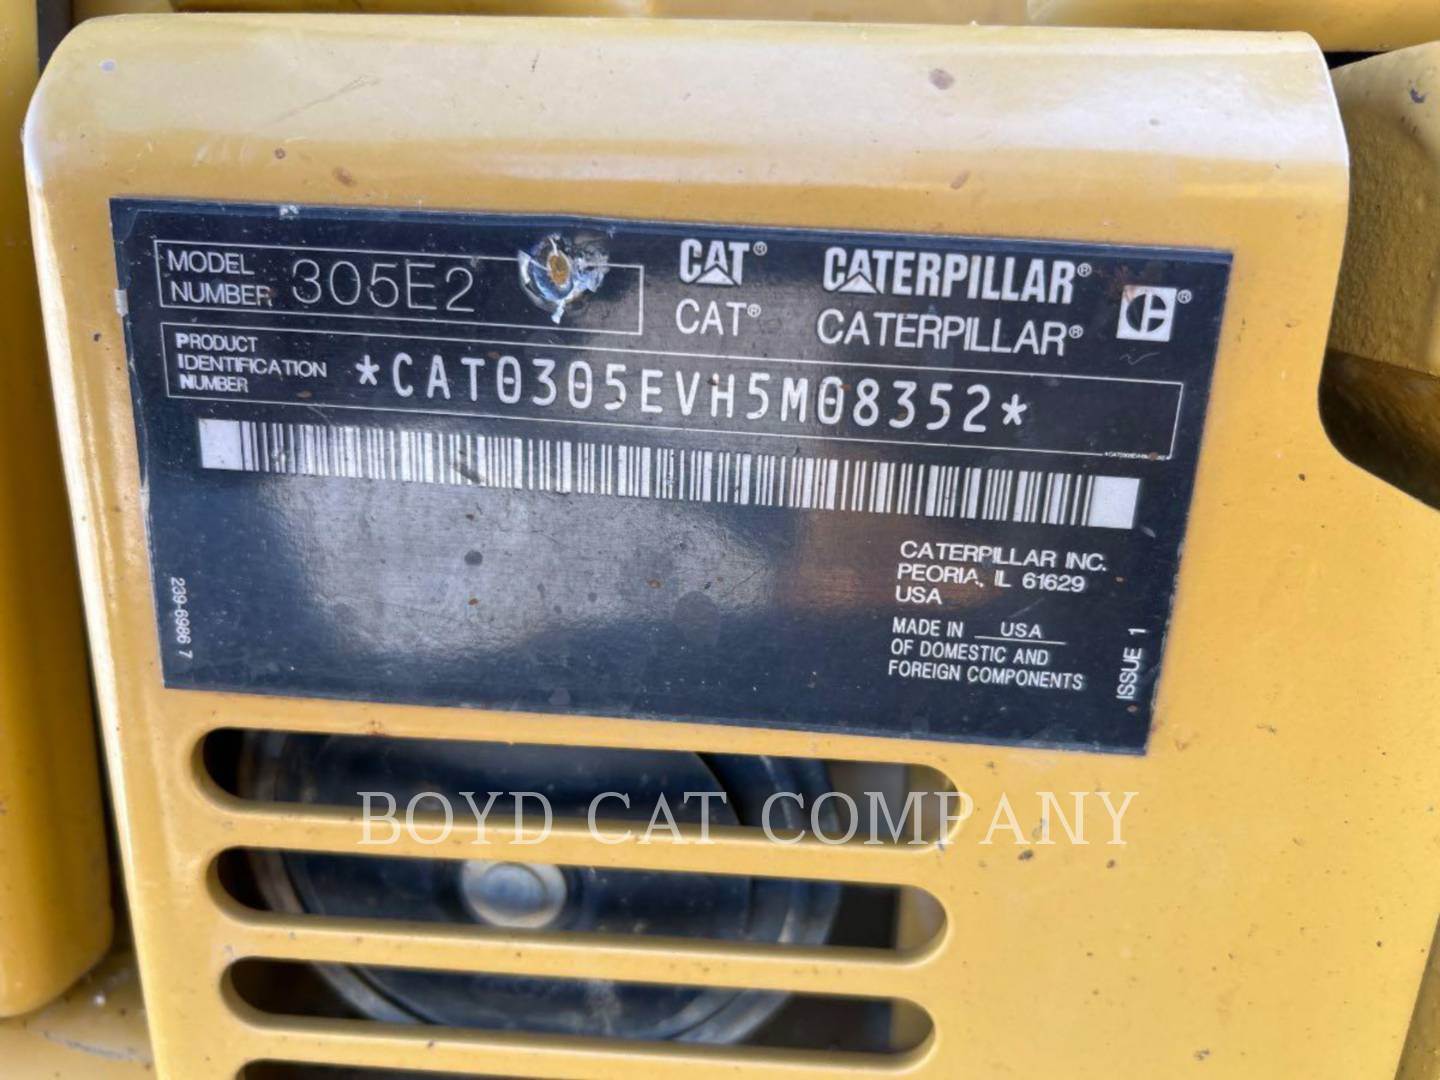 MODEL
NUMBER 305E2
CAT® CATERPILLAR®
CAT® CATERPILLAR®
PRODUCT
IDENTIFICATION
NUMBER
*CAT0305EVH5M08352*
CATERPILLAR INC.
PEORIA, IL 61629
USA
MADE IN USA
OF DOMESTIC AND
FOREIGN COMPONENTS
239-6986 7
ISSUE 1
BOYD CAT COMPANY